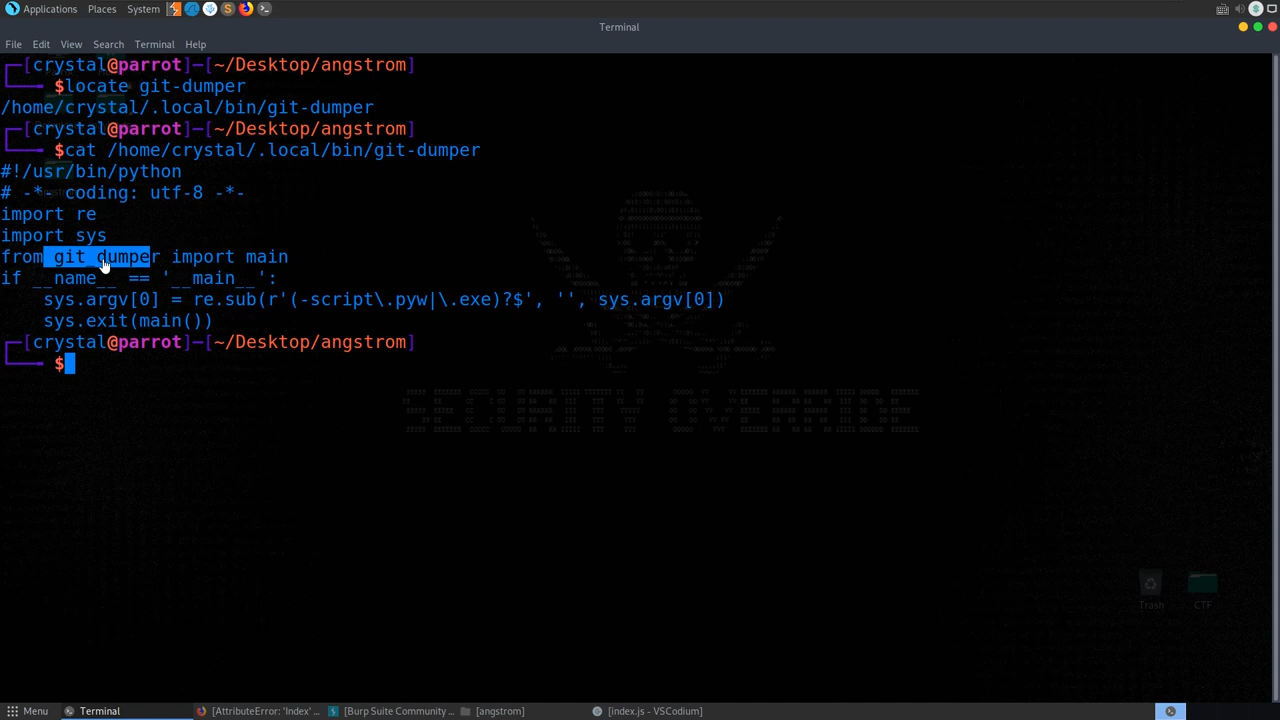 Applications Places System
Terminal
File Edit View Search Terminal Help
┌─[crystal@parrot]─[~/Desktop/angstrom]
└──╼ $locate git-dumper
/home/crystal/.local/bin/git-dumper
┌─[crystal@parrot]─[~/Desktop/angstrom]
└──╼ $cat /home/crystal/.local/bin/git-dumper
#!/usr/bin/python
# -*- coding: utf-8 -*-
import re
import sys
from git_dumper import main
if __name__ == '__main__':
    sys.argv[0] = re.sub(r'(-script\.pyw|\.exe)?$', '', sys.argv[0])
    sys.exit(main())
┌─[crystal@parrot]─[~/Desktop/angstrom]
└──╼ $
Trash CTF
Menu Terminal [AttributeError: 'Index' ... [Burp Suite Community ... [angstrom] [index.js - VSCodium]